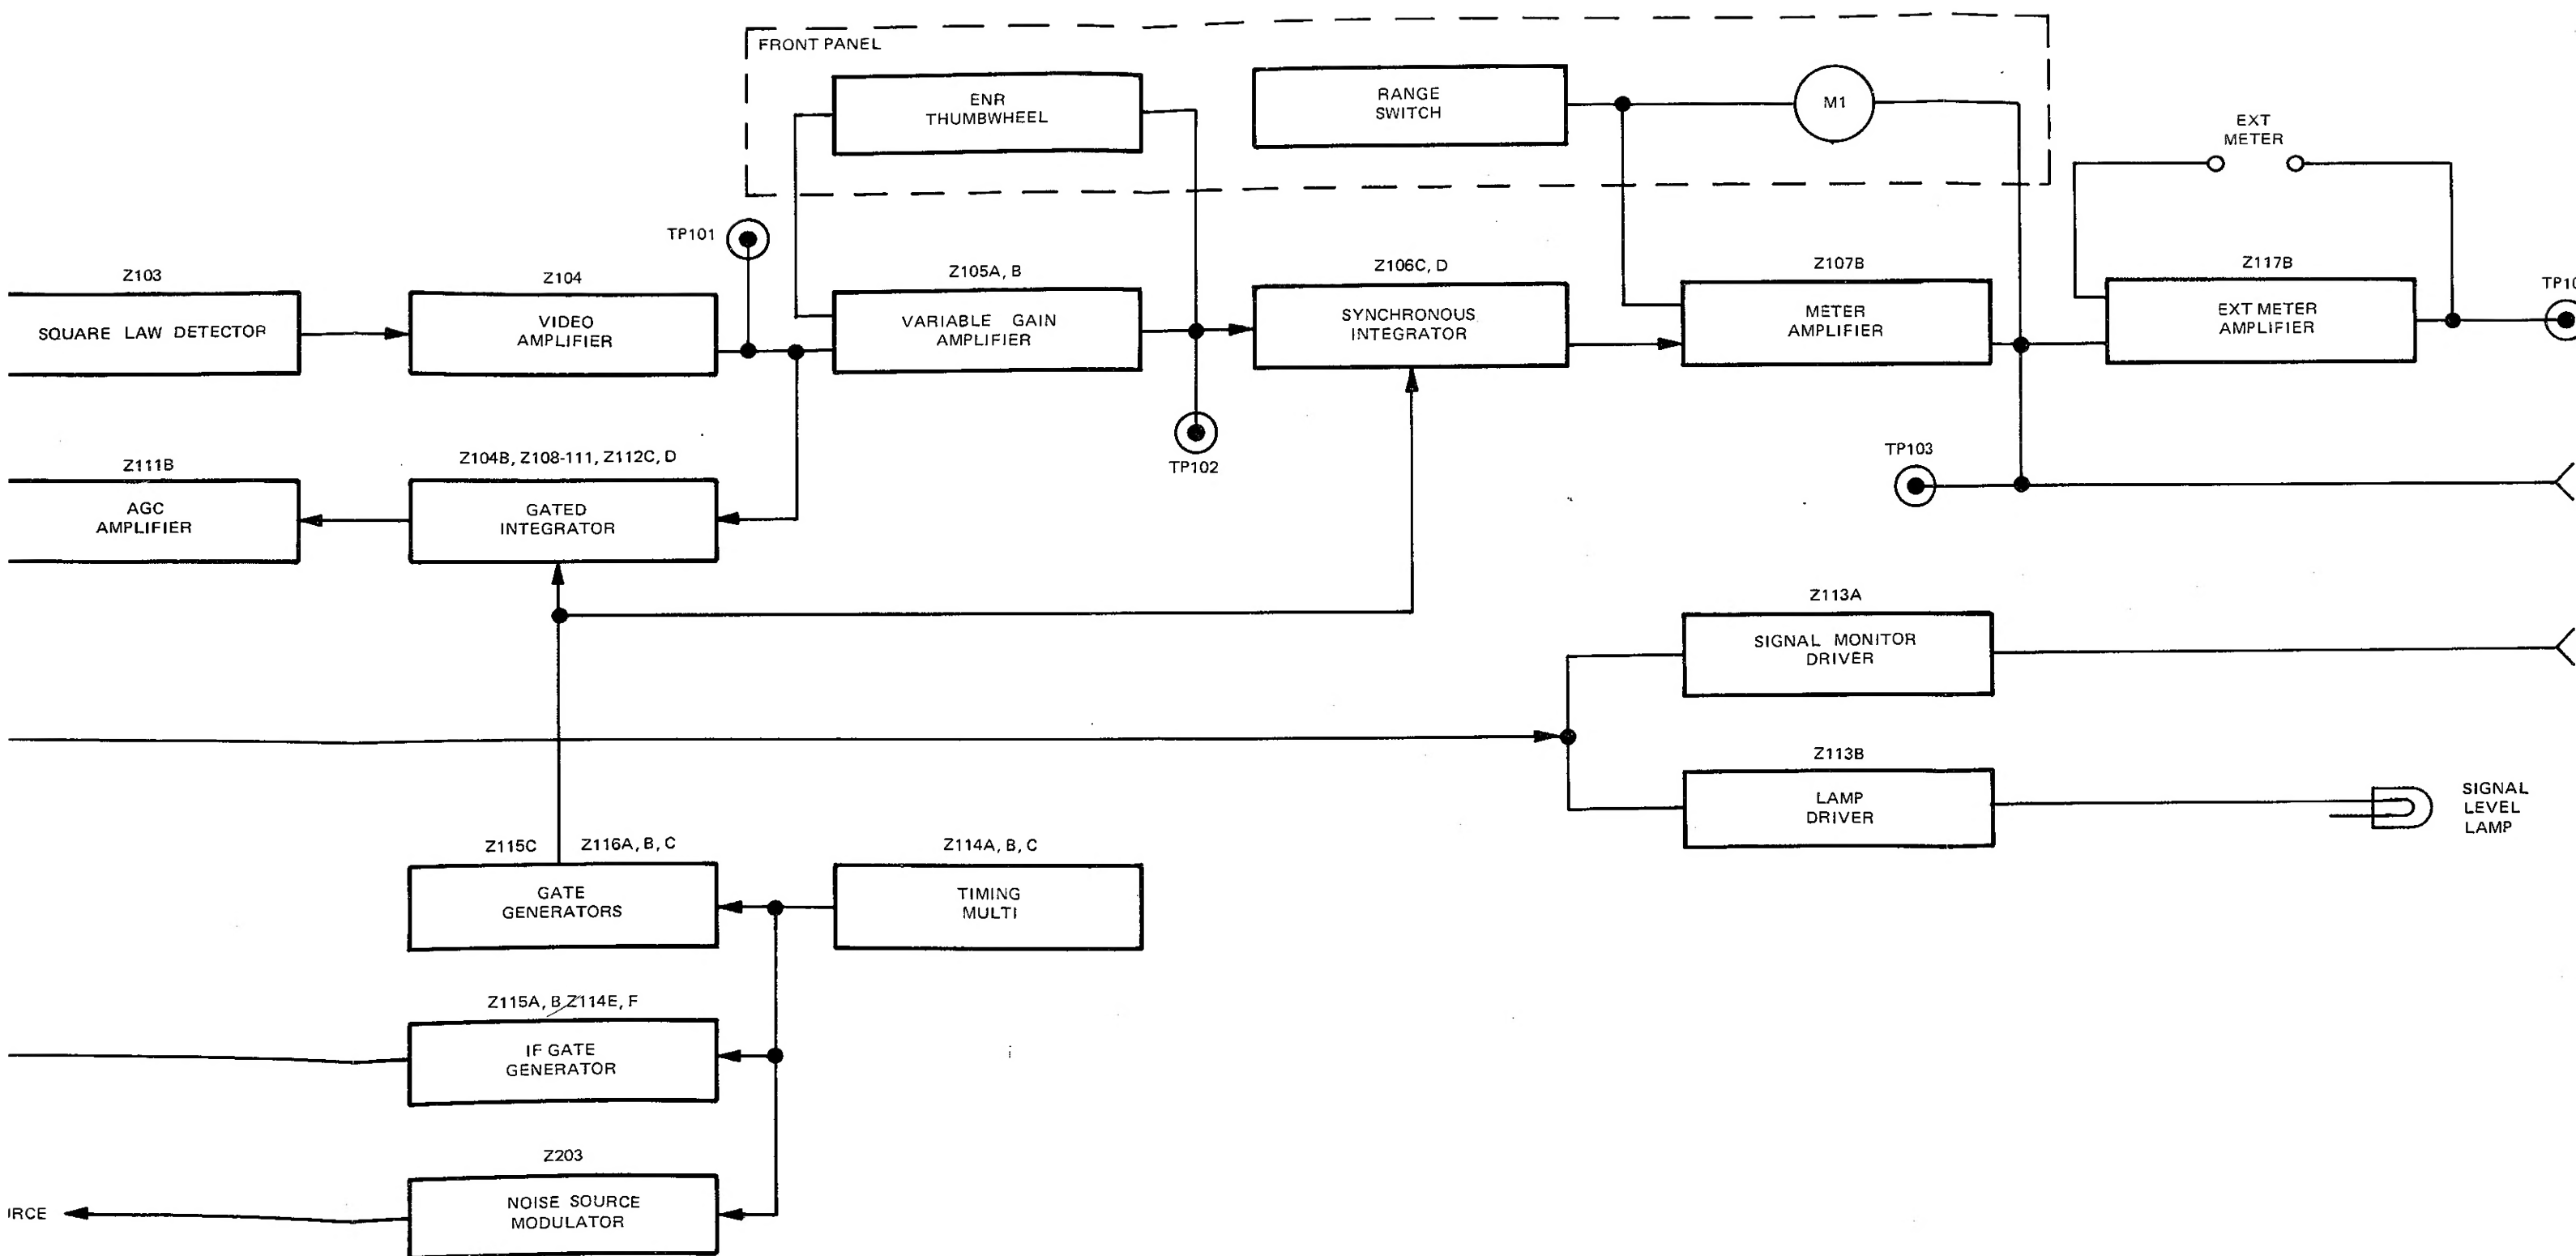 FRONT PANEL
ENR
THUMBWHEEL
RANGE
SWITCH
M1
EXT
METER
TP101
Z103
SQUARE LAW DETECTOR
Z104
VIDEO
AMPLIFIER
Z105A, B
VARIABLE GAIN
AMPLIFIER
Z106C, D
SYNCHRONOUS
INTEGRATOR
Z107B
METER
AMPLIFIER
Z117B
EXT METER
AMPLIFIER
TP10
TP102
TP103
Z111B
AGC
AMPLIFIER
Z104B, Z108-111, Z112C, D
GATED
INTEGRATOR
Z113A
SIGNAL MONITOR
DRIVER
Z113B
LAMP
DRIVER
SIGNAL
LEVEL
LAMP
Z115C Z116A, B, C
GATE
GENERATORS
Z114A, B, C
TIMING
MULTI
Z115A, B Z114E, F
IF GATE
GENERATOR
Z203
NOISE SOURCE
MODULATOR
IRCE